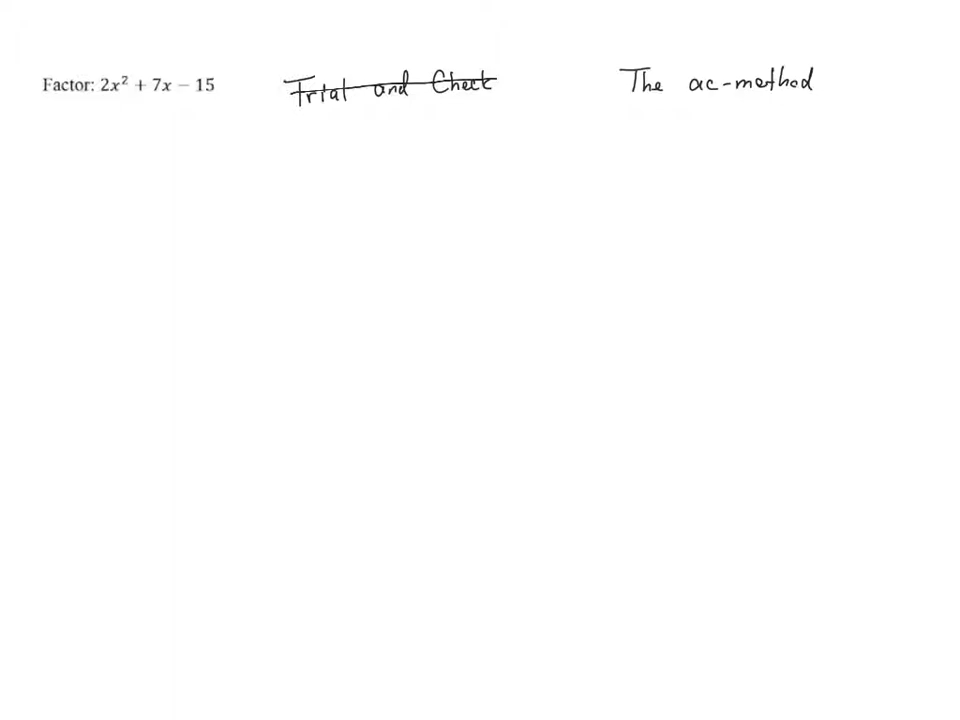 Factor: 2x² + 7x − 15 Trial and Check The ac-method